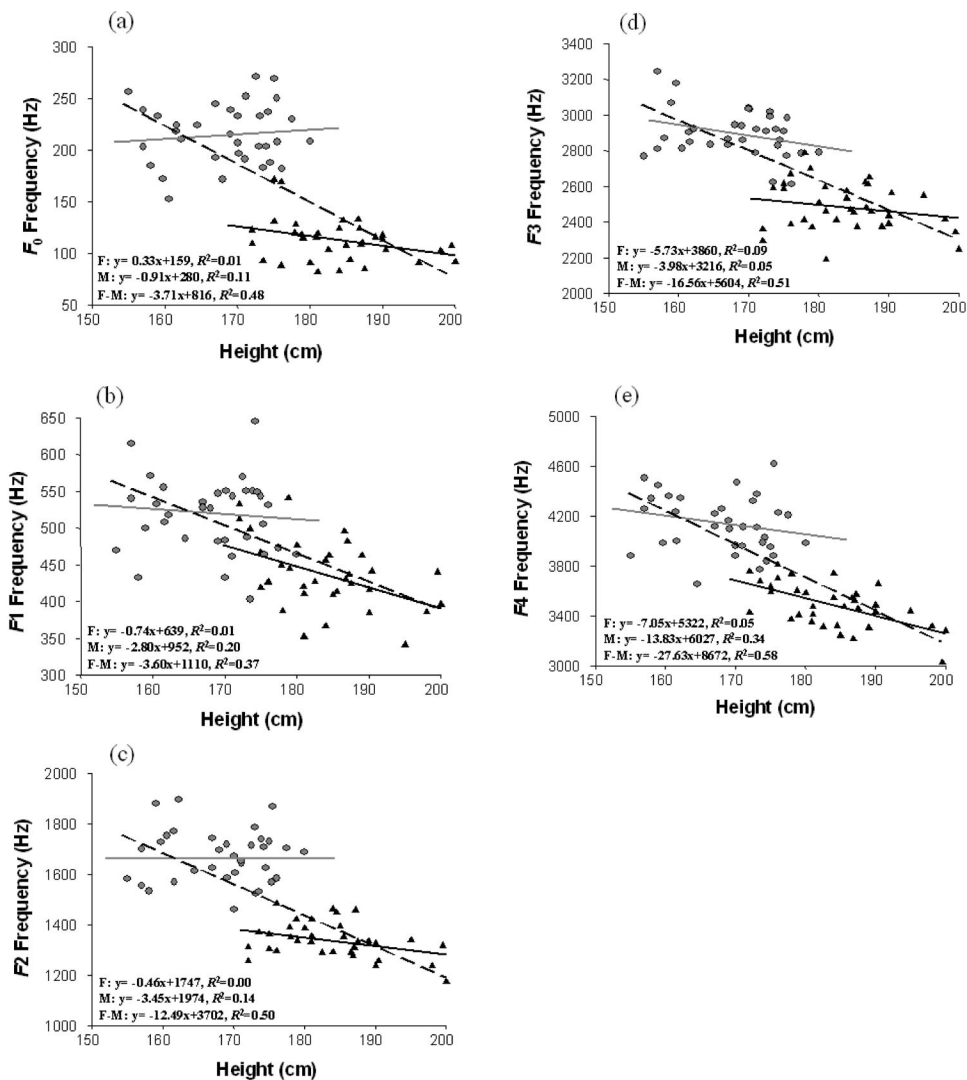 (a)
300
250
200
150
100
50
F₀ Frequency (Hz)
F: y= 0.33x+159, R²=0.01
M: y= -0.91x+280, R²=0.11
F-M: y= -3.71x+816, R²=0.48
150 160 170 180 190 200
Height (cm)
(b)
650
600
550
500
450
400
350
300
F1 Frequency (Hz)
F: y= -0.74x+639, R²=0.01
M: y= -2.80x+952, R²=0.20
F-M: y= -3.60x+1110, R²=0.37
150 160 170 180 190 200
Height (cm)
(c)
2000
1800
1600
1400
1200
1000
F2 Frequency (Hz)
F: y= -0.46x+1747, R²=0.00
M: y= -3.45x+1974, R²=0.14
F-M: y= -12.49x+3702, R²=0.50
150 160 170 180 190 200
Height (cm)
(d)
3400
3200
3000
2800
2600
2400
2200
2000
F3 Frequency (Hz)
F: y= -5.73x+3860, R²=0.09
M: y= -3.98x+3216, R²=0.05
F-M: y= -16.56x+5604, R²=0.51
150 160 170 180 190 200
Height (cm)
(e)
5000
4600
4200
3800
3400
3000
F4 Frequency (Hz)
F: y= -7.05x+5322, R²=0.05
M: y= -13.83x+6027, R²=0.34
F-M: y= -27.63x+8672, R²=0.58
150 160 170 180 190 200
Height (cm)